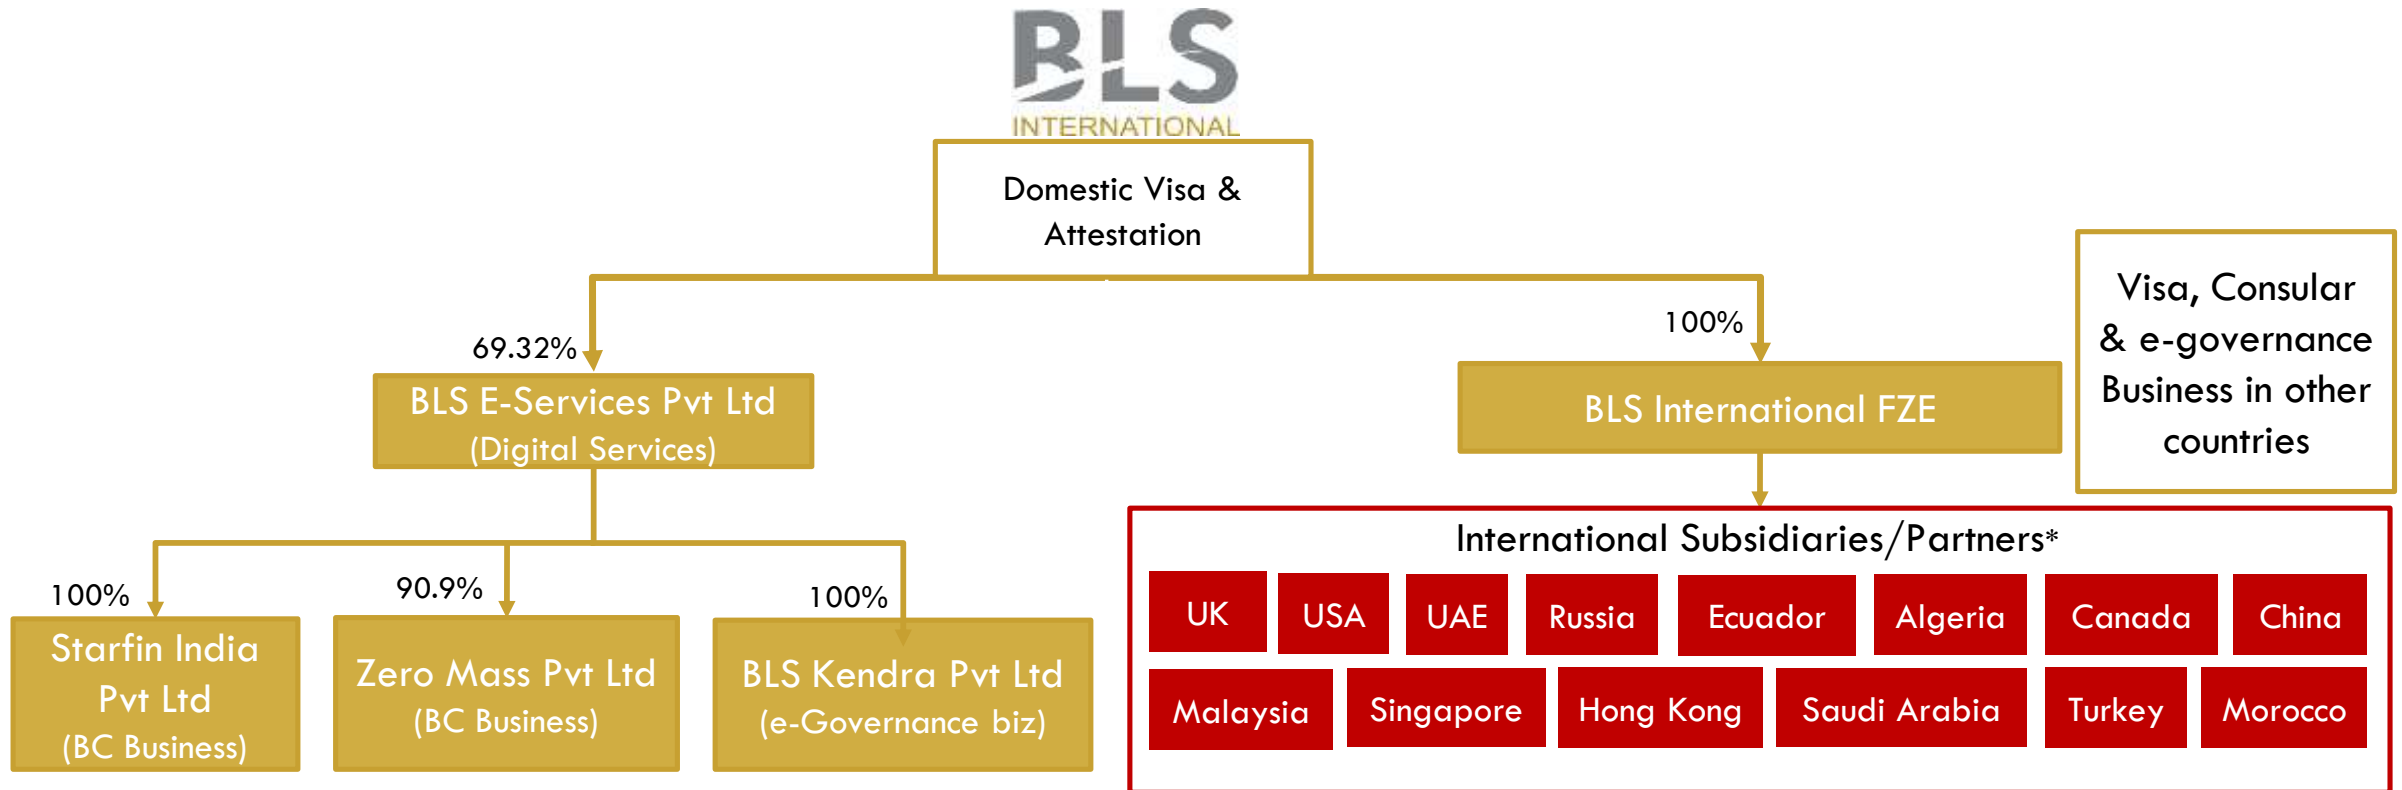 BLS
INTERNATIONAL
Domestic Visa &
Attestation
69.32%
100%
Visa, Consular
& e-governance
Business in other
countries
BLS E-Services Pvt Ltd
(Digital Services)
BLS International FZE
100%
90.9%
100%
Starfin India
Pvt Ltd
(BC Business)
Zero Mass Pvt Ltd
(BC Business)
BLS Kendra Pvt Ltd
(e-Governance biz)
International Subsidiaries/Partners*
UK
USA
UAE
Russia
Ecuador
Algeria
Canada
China
Malaysia
Singapore
Hong Kong
Saudi Arabia
Turkey
Morocco